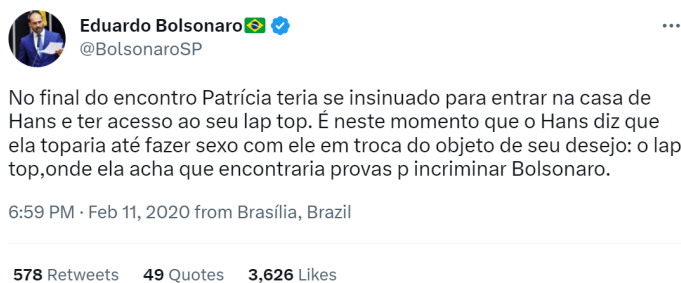 Eduardo Bolsonaro🇧🇷
@BolsonaroSP
No final do encontro Patrícia teria se insinuado para entrar na casa de
Hans e ter acesso ao seu lap top. É neste momento que o Hans diz que
ela toparia até fazer sexo com ele em troca do objeto de seu desejo: o lap
top,onde ela acha que encontraria provas p incriminar Bolsonaro.
6:59 PM · Feb 11, 2020 from Brasília, Brazil
578 Retweets 49 Quotes 3,626 Likes